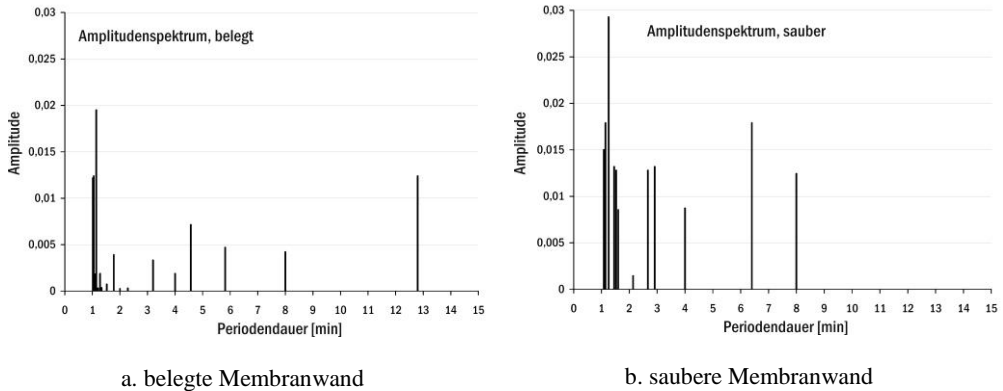 Amplitudenspektrum, belegt
Amplitude
0,03
0,025
0,02
0,015
0,01
0,005
0
0 1 2 3 4 5 6 7 8 9 10 11 12 13 14 15
Periodendauer [min]
a. belegte Membranwand
Amplitudenspektrum, sauber
Amplitude
0,03
0,025
0,02
0,015
0,01
0,005
0
0 1 2 3 4 5 6 7 8 9 10 11 12 13 14 15
Periodendauer [min]
b. saubere Membranwand